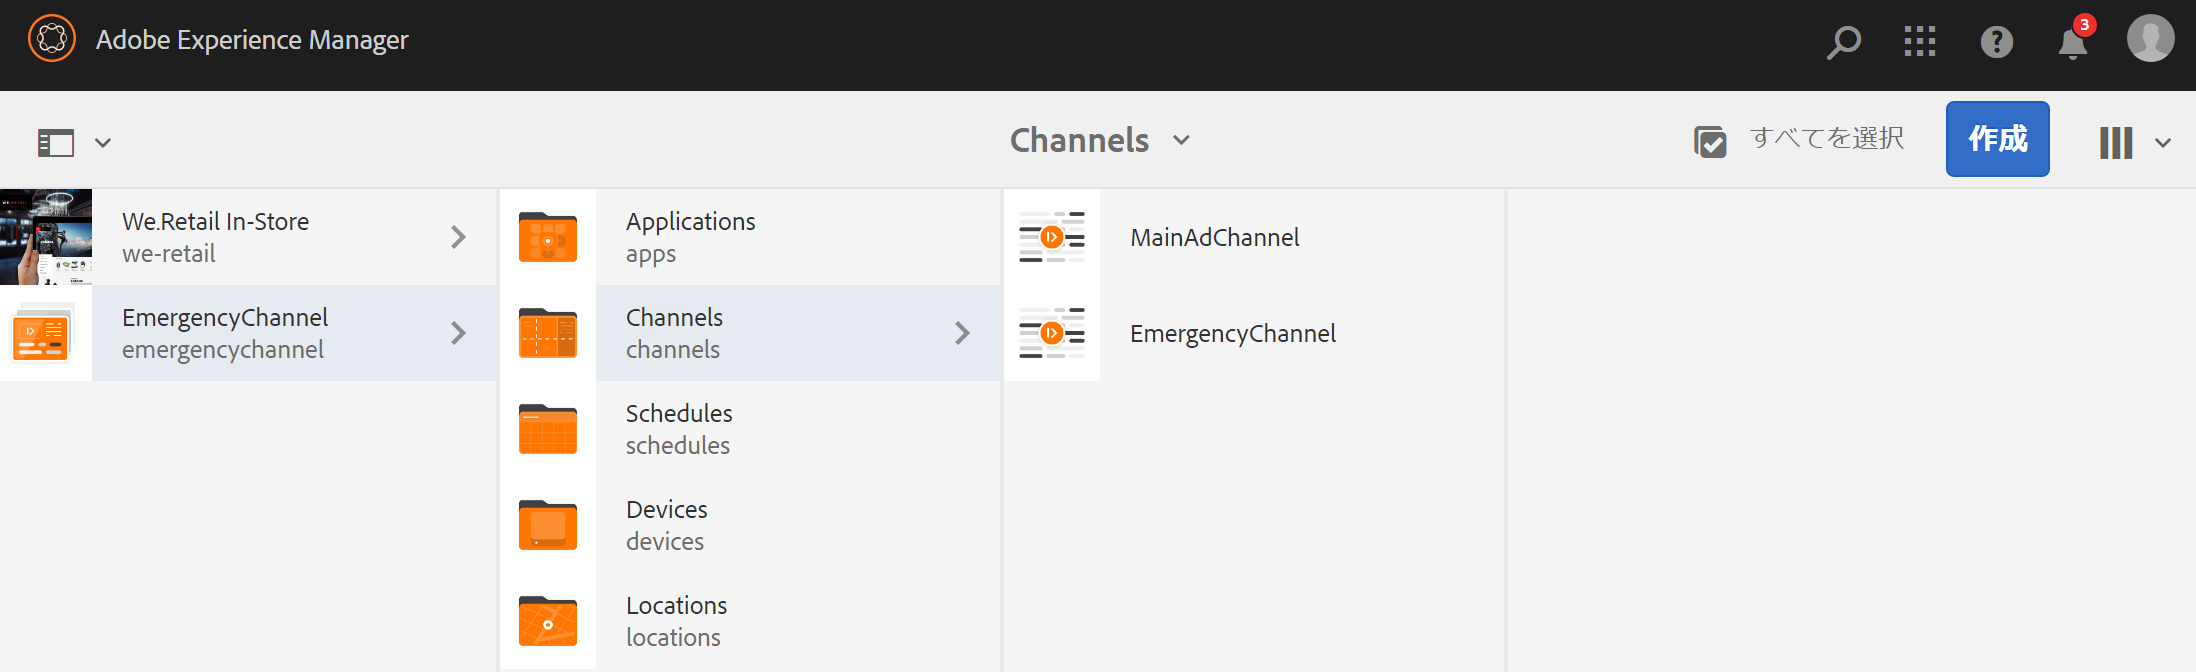 Adobe Experience Manager
3
Channels
すべてを選択
作成
We.Retail In-Store
we-retail
EmergencyChannel
emergencychannel
Applications
apps
Channels
channels
Schedules
schedules
Devices
devices
Locations
locations
MainAdChannel
EmergencyChannel